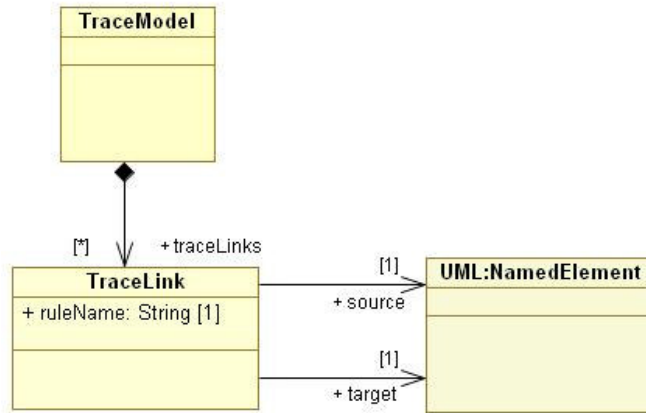 TraceModel
[*]
+ traceLinks
TraceLink
+ ruleName: String [1]
[1]
+ source
UML:NamedElement
[1]
+ target